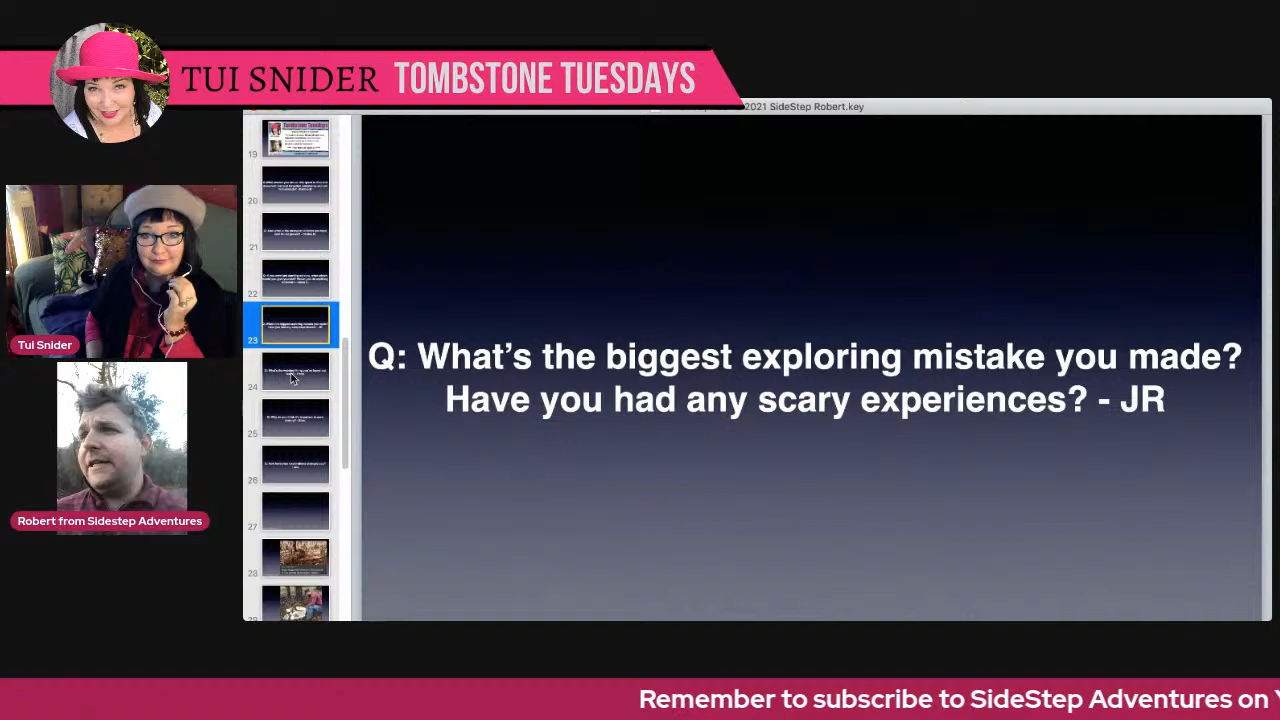 TUI SNIDER TOMBSTONE TUESDAYS
2021 SideStep Robert.key
19
20
21
22
23
24
25
26
27
28
Q: What's the biggest exploring mistake you made?
Have you had any scary experiences? - JR
Tui Snider
Robert from Sidestep Adventures
Remember to subscribe to SideStep Adventures on